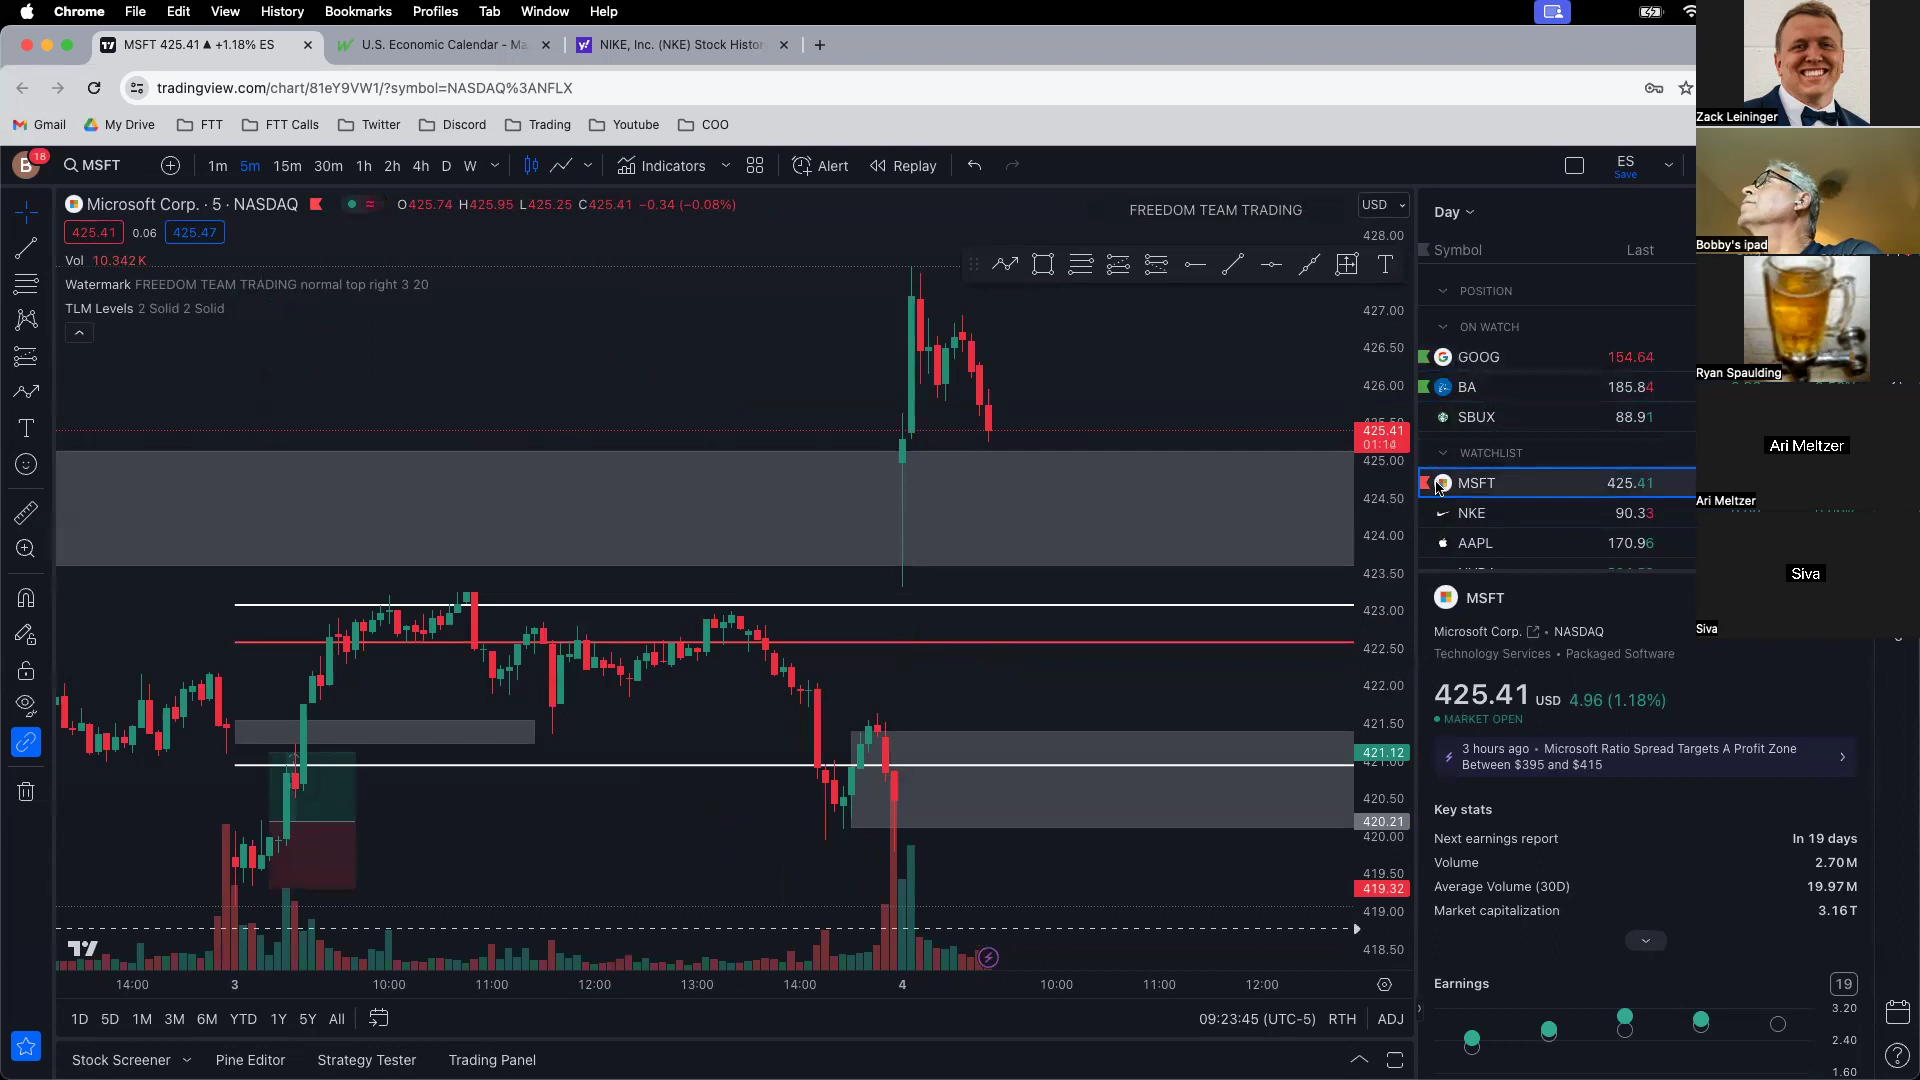 Chrome File Edit View History Bookmarks Profiles Tab Window Help
MSFT 425.41 ▲ +1.18% ES
U.S. Economic Calendar - Ma
NIKE, Inc. (NKE) Stock Histor
tradingview.com/chart/81eY9VW1/?symbol=NASDAQ%3ANFLX
Gmail My Drive FTT FTT Calls Twitter Discord Trading Youtube COO
B 18 MSFT 1m 5m 15m 30m 1h 2h 4h D W Indicators Alert Replay ES
Save
Microsoft Corp. · 5 · NASDAQ O425.74 H425.95 L425.25 C425.41 −0.34 (−0.08%)
425.41 0.06 425.47
Vol 10.342K
Watermark FREEDOM TEAM TRADING normal top right 3 20
TLM Levels 2 Solid 2 Solid
FREEDOM TEAM TRADING
USD
428.00
427.00
426.50
426.00
425.41
01:14
425.00
424.50
424.00
423.50
423.00
422.50
422.00
421.50
421.12
421.00
420.50
420.21
420.00
419.50
419.32
419.00
418.50
14:00 3 10:00 11:00 12:00 13:00 14:00 4 10:00 11:00 12:00
1D 5D 1M 3M 6M YTD 1Y 5Y All
09:23:45 (UTC-5) RTH ADJ
Stock Screener Pine Editor Strategy Tester Trading Panel
Day
Symbol Last
POSITION
ON WATCH
GOOG 154.64
BA 185.84
SBUX 88.91
WATCHLIST
MSFT 425.41
NKE 90.33
AAPL 170.96
MSFT
Microsoft Corp. • NASDAQ
Technology Services • Packaged Software
425.41 USD 4.96 (1.18%)
MARKET OPEN
3 hours ago • Microsoft Ratio Spread Targets A Profit Zone
Between $395 and $415
Key stats
Next earnings report In 19 days
Volume 2.70M
Average Volume (30D) 19.97M
Market capitalization 3.16T
Earnings 19
3.20
2.40
1.60
Zack Leininger
Bobby's ipad
Ryan Spaulding
Ari Meltzer
Ari Meltzer
Siva
Siva